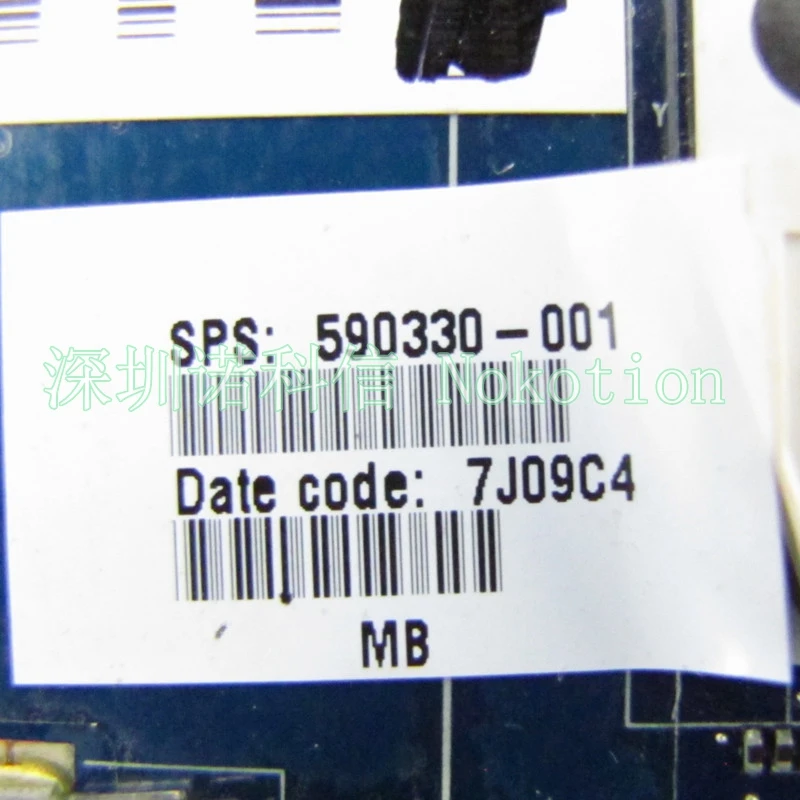 Y
SPS: 590330-001
深圳诺科信 Nokotion
Date code: 7J09C4
MB